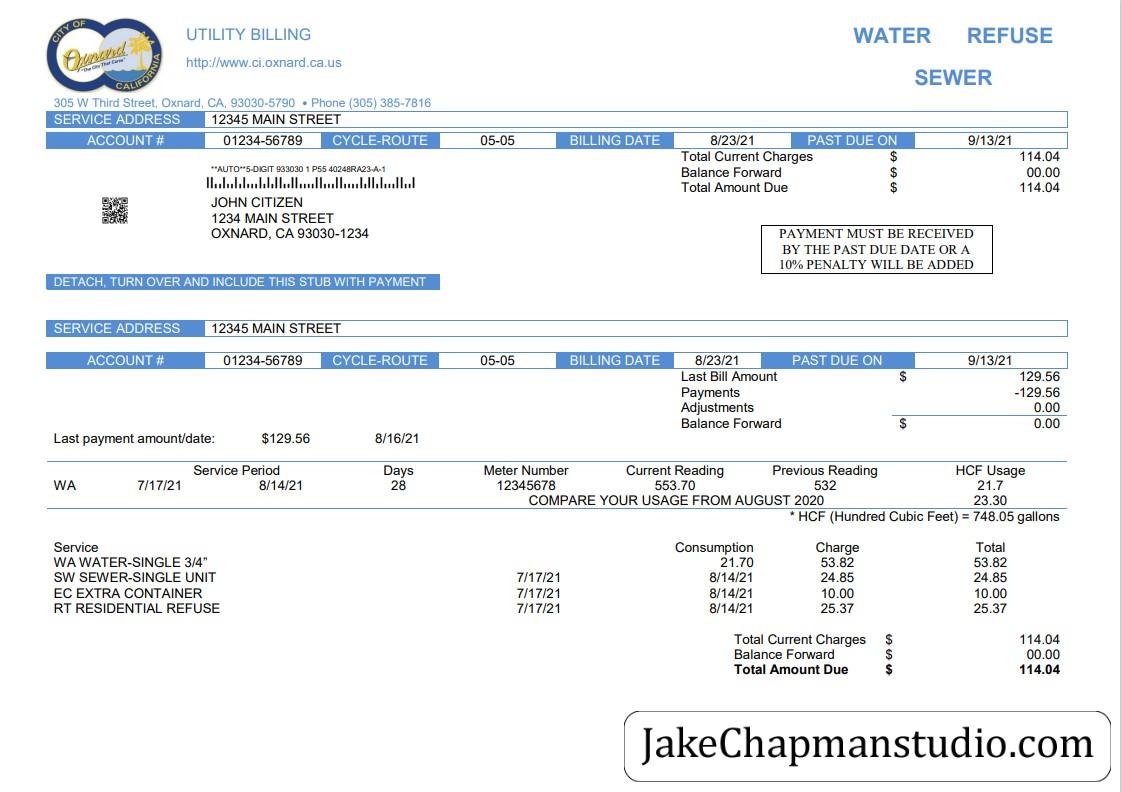 CITY OF
Oxnard
"The City That Cares"
CALIFORNIA
UTILITY BILLING
http://www.ci.oxnard.ca.us
WATER REFUSE
SEWER
305 W Third Street, Oxnard, CA, 93030-5790 • Phone (305) 385-7816
SERVICE ADDRESS 12345 MAIN STREET
ACCOUNT # 01234-56789 CYCLE-ROUTE 05-05 BILLING DATE 8/23/21 PAST DUE ON 9/13/21
Total Current Charges $ 114.04
Balance Forward $ 00.00
Total Amount Due $ 114.04
**AUTO**5-DIGIT 933030 1 P55 40248RA23-A-1
JOHN CITIZEN
1234 MAIN STREET
OXNARD, CA 93030-1234
PAYMENT MUST BE RECEIVED
BY THE PAST DUE DATE OR A
10% PENALTY WILL BE ADDED
DETACH, TURN OVER AND INCLUDE THIS STUB WITH PAYMENT
SERVICE ADDRESS 12345 MAIN STREET
ACCOUNT # 01234-56789 CYCLE-ROUTE 05-05 BILLING DATE 8/23/21 PAST DUE ON 9/13/21
Last Bill Amount $ 129.56
Payments -129.56
Adjustments 0.00
Balance Forward $ 0.00
Last payment amount/date: $129.56 8/16/21
Service Period Days Meter Number Current Reading Previous Reading HCF Usage
WA 7/17/21 8/14/21 28 12345678 553.70 532 21.7
COMPARE YOUR USAGE FROM AUGUST 2020 23.30
* HCF (Hundred Cubic Feet) = 748.05 gallons
Service Consumption Charge Total
WA WATER-SINGLE 3/4” 21.70 53.82 53.82
SW SEWER-SINGLE UNIT 7/17/21 8/14/21 24.85 24.85
EC EXTRA CONTAINER 7/17/21 8/14/21 10.00 10.00
RT RESIDENTIAL REFUSE 7/17/21 8/14/21 25.37 25.37
Total Current Charges $ 114.04
Balance Forward $ 00.00
Total Amount Due $ 114.04
JakeChapmanstudio.com